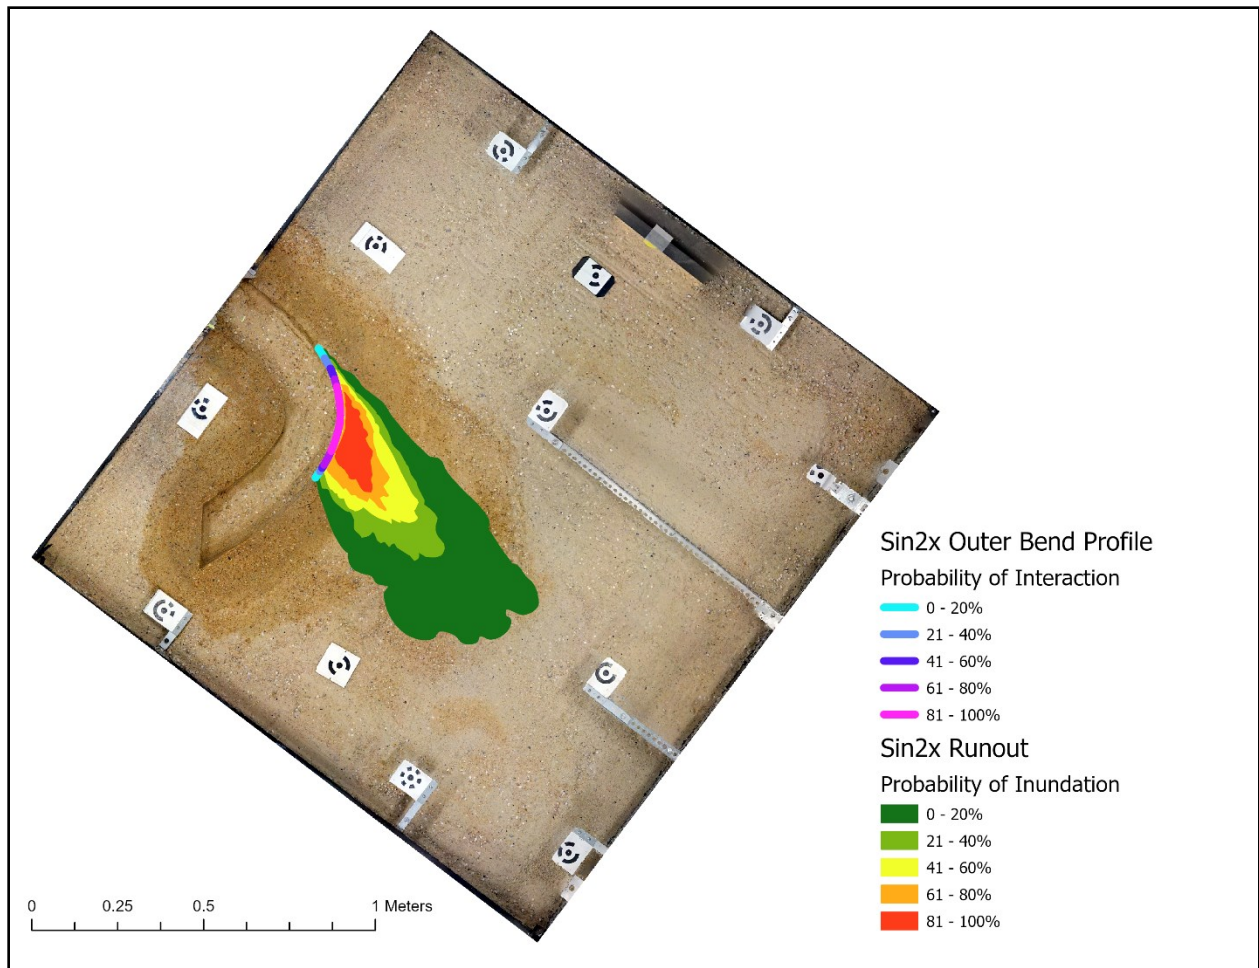 Sin2x Outer Bend Profile
Probability of Interaction
0 - 20%
21 - 40%
41 - 60%
61 - 80%
81 - 100%
Sin2x Runout
Probability of Inundation
0 - 20%
21 - 40%
41 - 60%
61 - 80%
81 - 100%
0 0.25 0.5 1 Meters